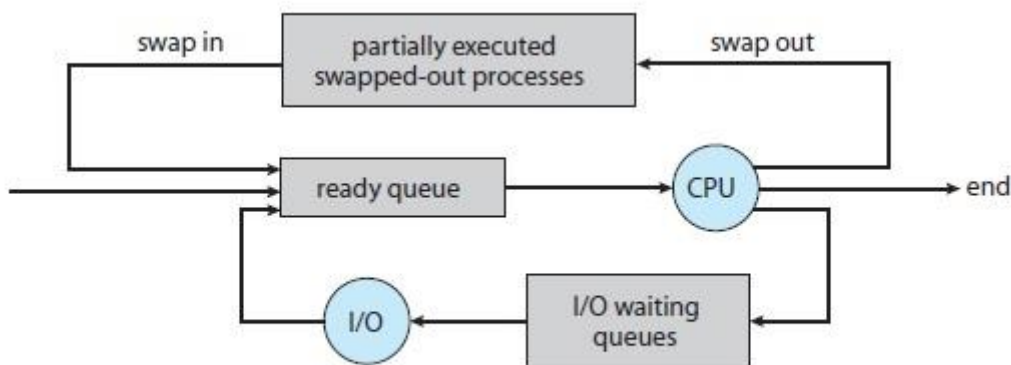 swap in
partially executed
swapped-out processes
swap out
ready queue
CPU
end
I/O
I/O waiting
queues